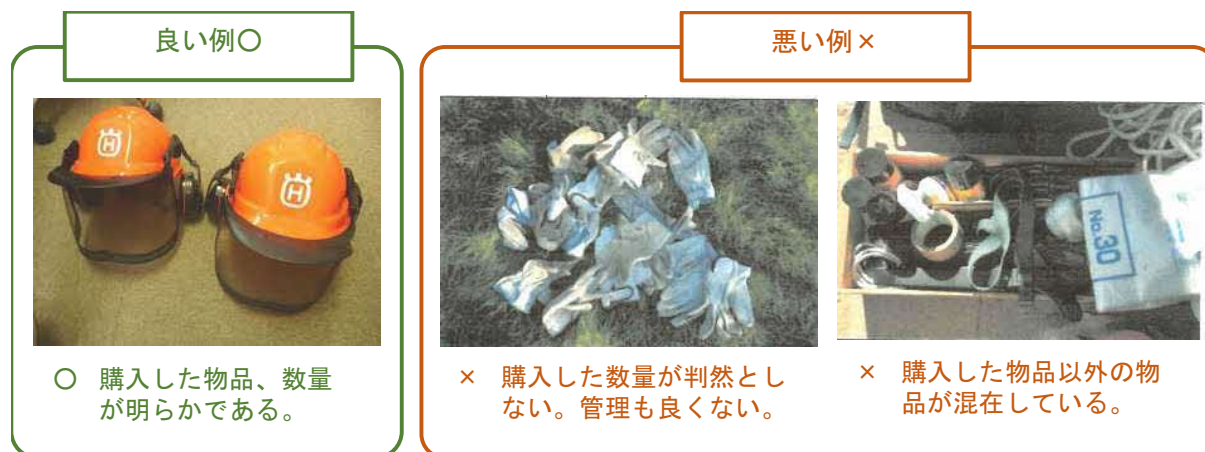 良い例〇
悪い例×
H
H
No.30
〇 購入した物品、数量
が明らかである。
× 購入した数量が判然とし
ない。管理も良くない。
× 購入した物品以外の物
品が混在している。